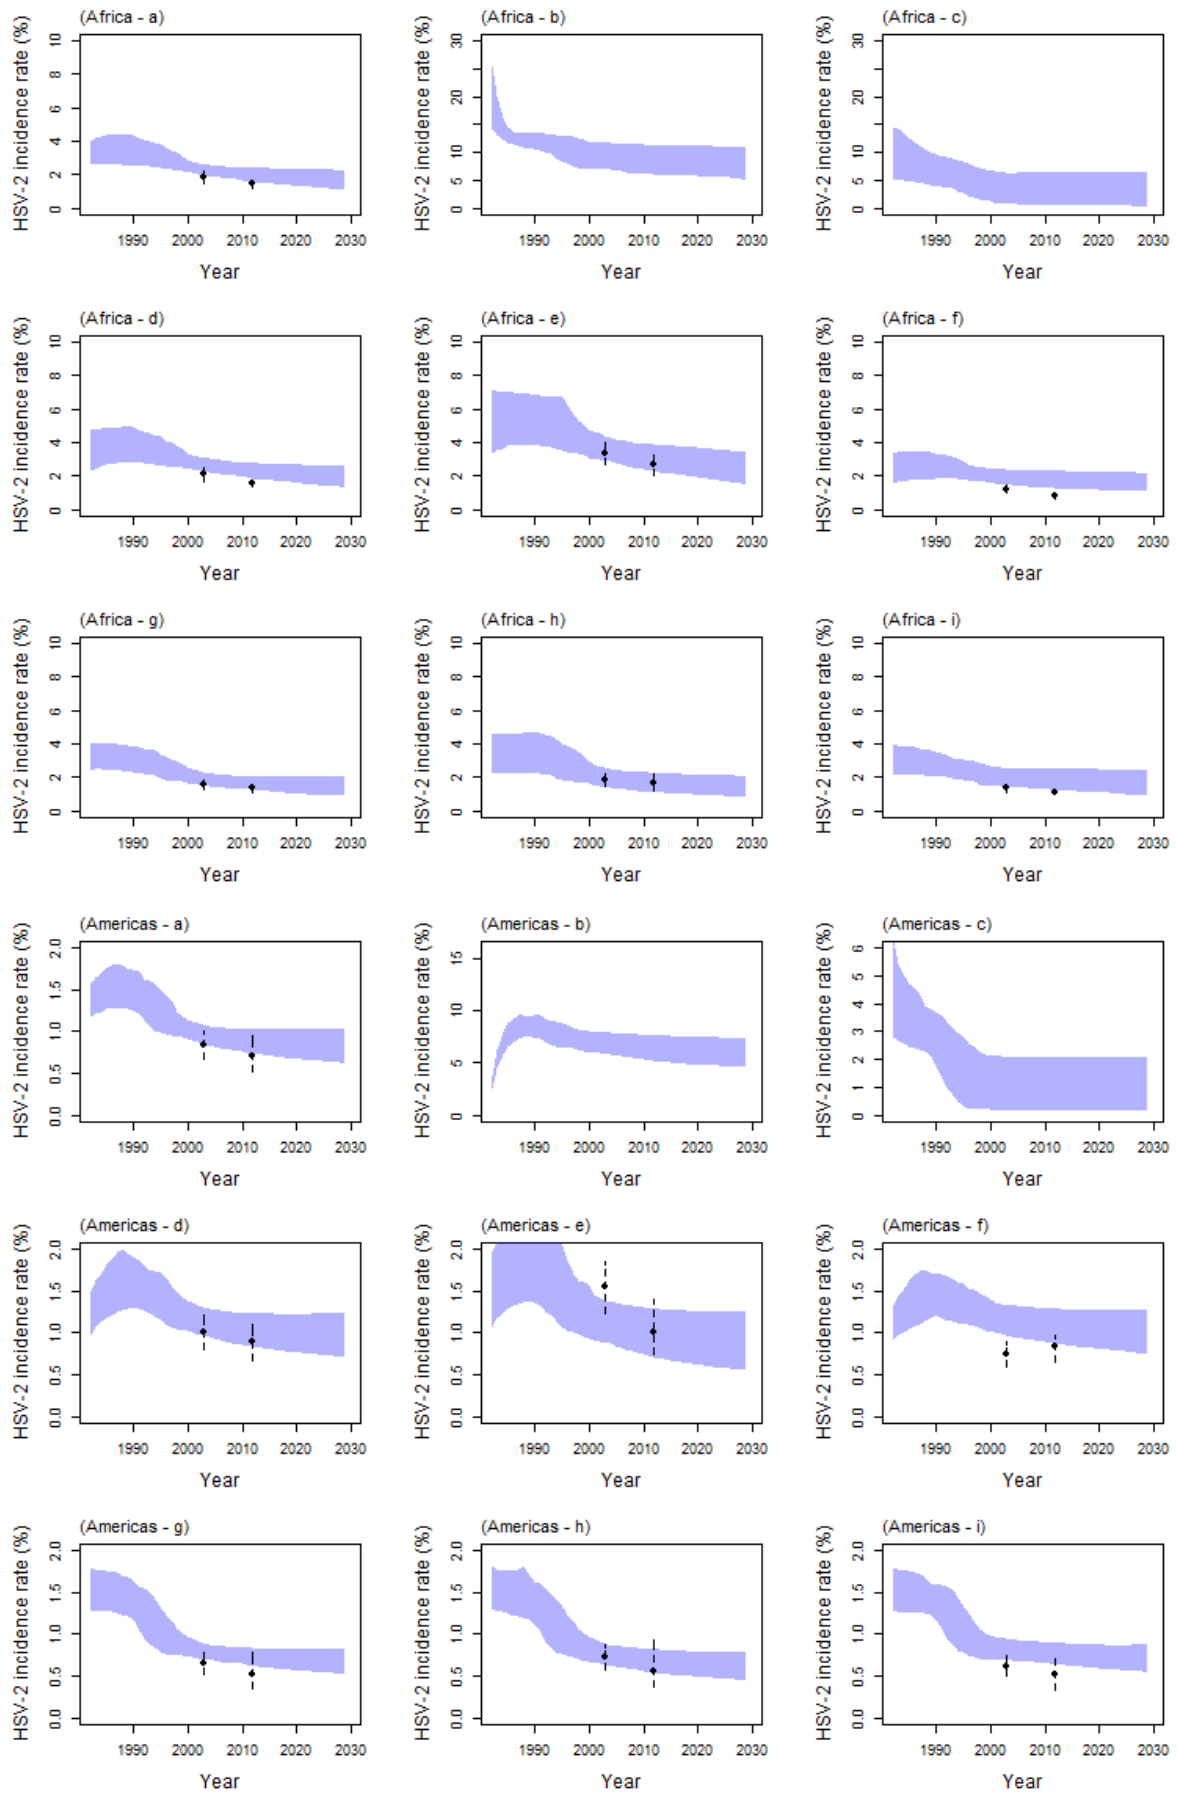 (Africa - a)
HSV-2 incidence rate (%)
0 2 4 6 8 10
1990 2000 2010 2020 2030
Year
(Africa - b)
HSV-2 incidence rate (%)
0 5 10 20 30
1990 2000 2010 2020 2030
Year
(Africa - c)
HSV-2 incidence rate (%)
0 5 10 20 30
1990 2000 2010 2020 2030
Year
(Africa - d)
HSV-2 incidence rate (%)
0 2 4 6 8 10
1990 2000 2010 2020 2030
Year
(Africa - e)
HSV-2 incidence rate (%)
0 2 4 6 8 10
1990 2000 2010 2020 2030
Year
(Africa - f)
HSV-2 incidence rate (%)
0 2 4 6 8 10
1990 2000 2010 2020 2030
Year
(Africa - g)
HSV-2 incidence rate (%)
0 2 4 6 8 10
1990 2000 2010 2020 2030
Year
(Africa - h)
HSV-2 incidence rate (%)
0 2 4 6 8 10
1990 2000 2010 2020 2030
Year
(Africa - i)
HSV-2 incidence rate (%)
0 2 4 6 8 10
1990 2000 2010 2020 2030
Year
(Americas - a)
HSV-2 incidence rate (%)
0.0 0.5 1.0 1.5 2.0
1990 2000 2010 2020 2030
Year
(Americas - b)
HSV-2 incidence rate (%)
0 5 10 15
1990 2000 2010 2020 2030
Year
(Americas - c)
HSV-2 incidence rate (%)
0 1 2 3 4 5 6
1990 2000 2010 2020 2030
Year
(Americas - d)
HSV-2 incidence rate (%)
0.0 0.5 1.0 1.5 2.0
1990 2000 2010 2020 2030
Year
(Americas - e)
HSV-2 incidence rate (%)
0.0 0.5 1.0 1.5 2.0
1990 2000 2010 2020 2030
Year
(Americas - f)
HSV-2 incidence rate (%)
0.0 0.5 1.0 1.5 2.0
1990 2000 2010 2020 2030
Year
(Americas - g)
HSV-2 incidence rate (%)
0.0 0.5 1.0 1.5 2.0
1990 2000 2010 2020 2030
Year
(Americas - h)
HSV-2 incidence rate (%)
0.0 0.5 1.0 1.5 2.0
1990 2000 2010 2020 2030
Year
(Americas - i)
HSV-2 incidence rate (%)
0.0 0.5 1.0 1.5 2.0
1990 2000 2010 2020 2030
Year